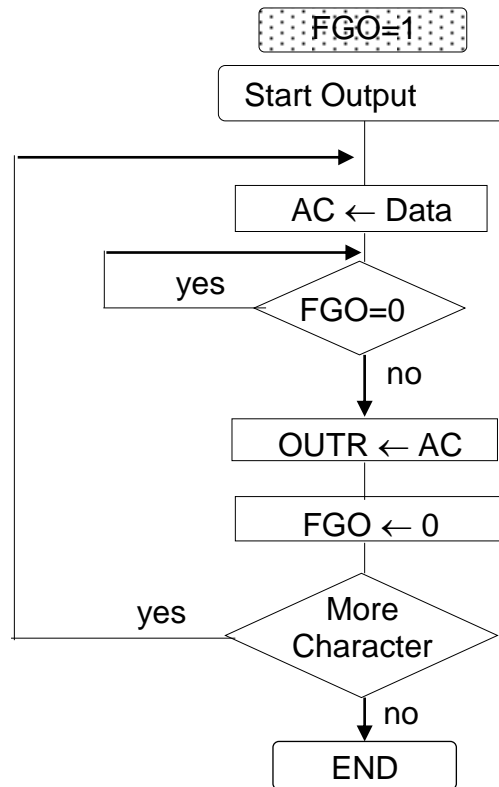 FGO=1
Start Output
AC ← Data
yes
FGO=0
no
OUTR ← AC
FGO ← 0
yes
More
Character
no
END